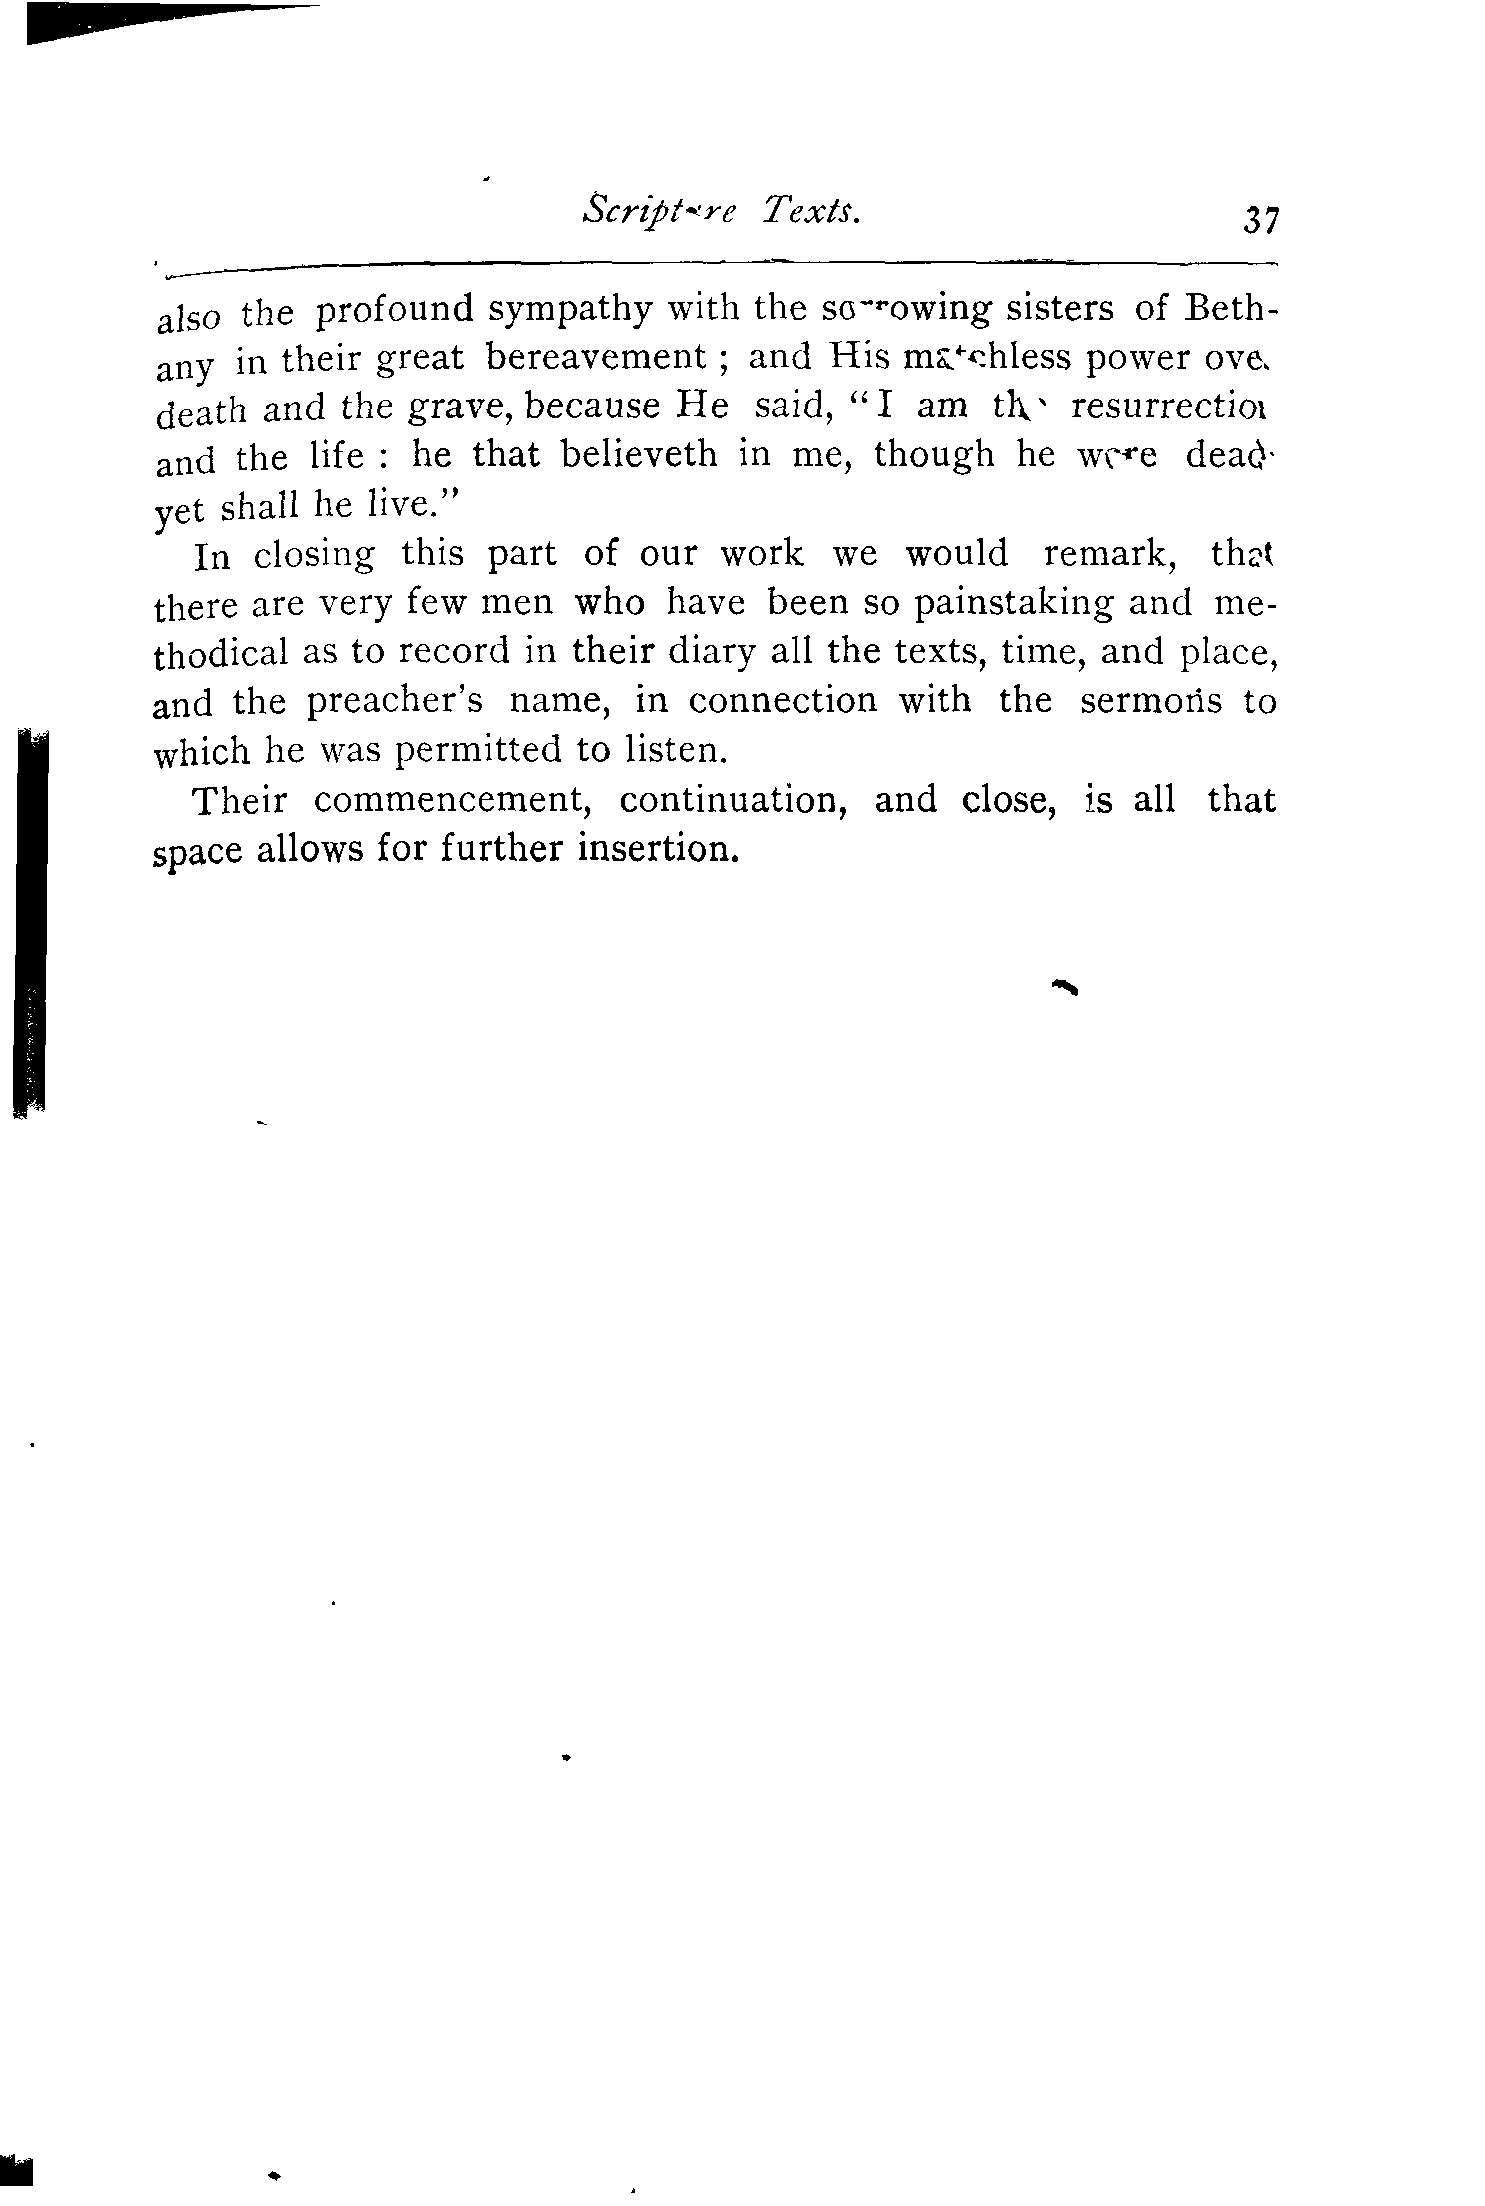 Scripture Texts. 37
also the profound sympathy with the sorrowing sisters of Beth-
any in their great bereavement ; and His matchless power over
death and the grave, because He said, “ I am the resurrection
and the life : he that believeth in me, though he were dead
yet shall he live.”
In closing this part of our work we would remark, that
there are very few men who have been so painstaking and me-
thodical as to record in their diary all the texts, time, and place,
and the preacher's name, in connection with the sermons to
which he was permitted to listen.
Their commencement, continuation, and close, is all that
space allows for further insertion.